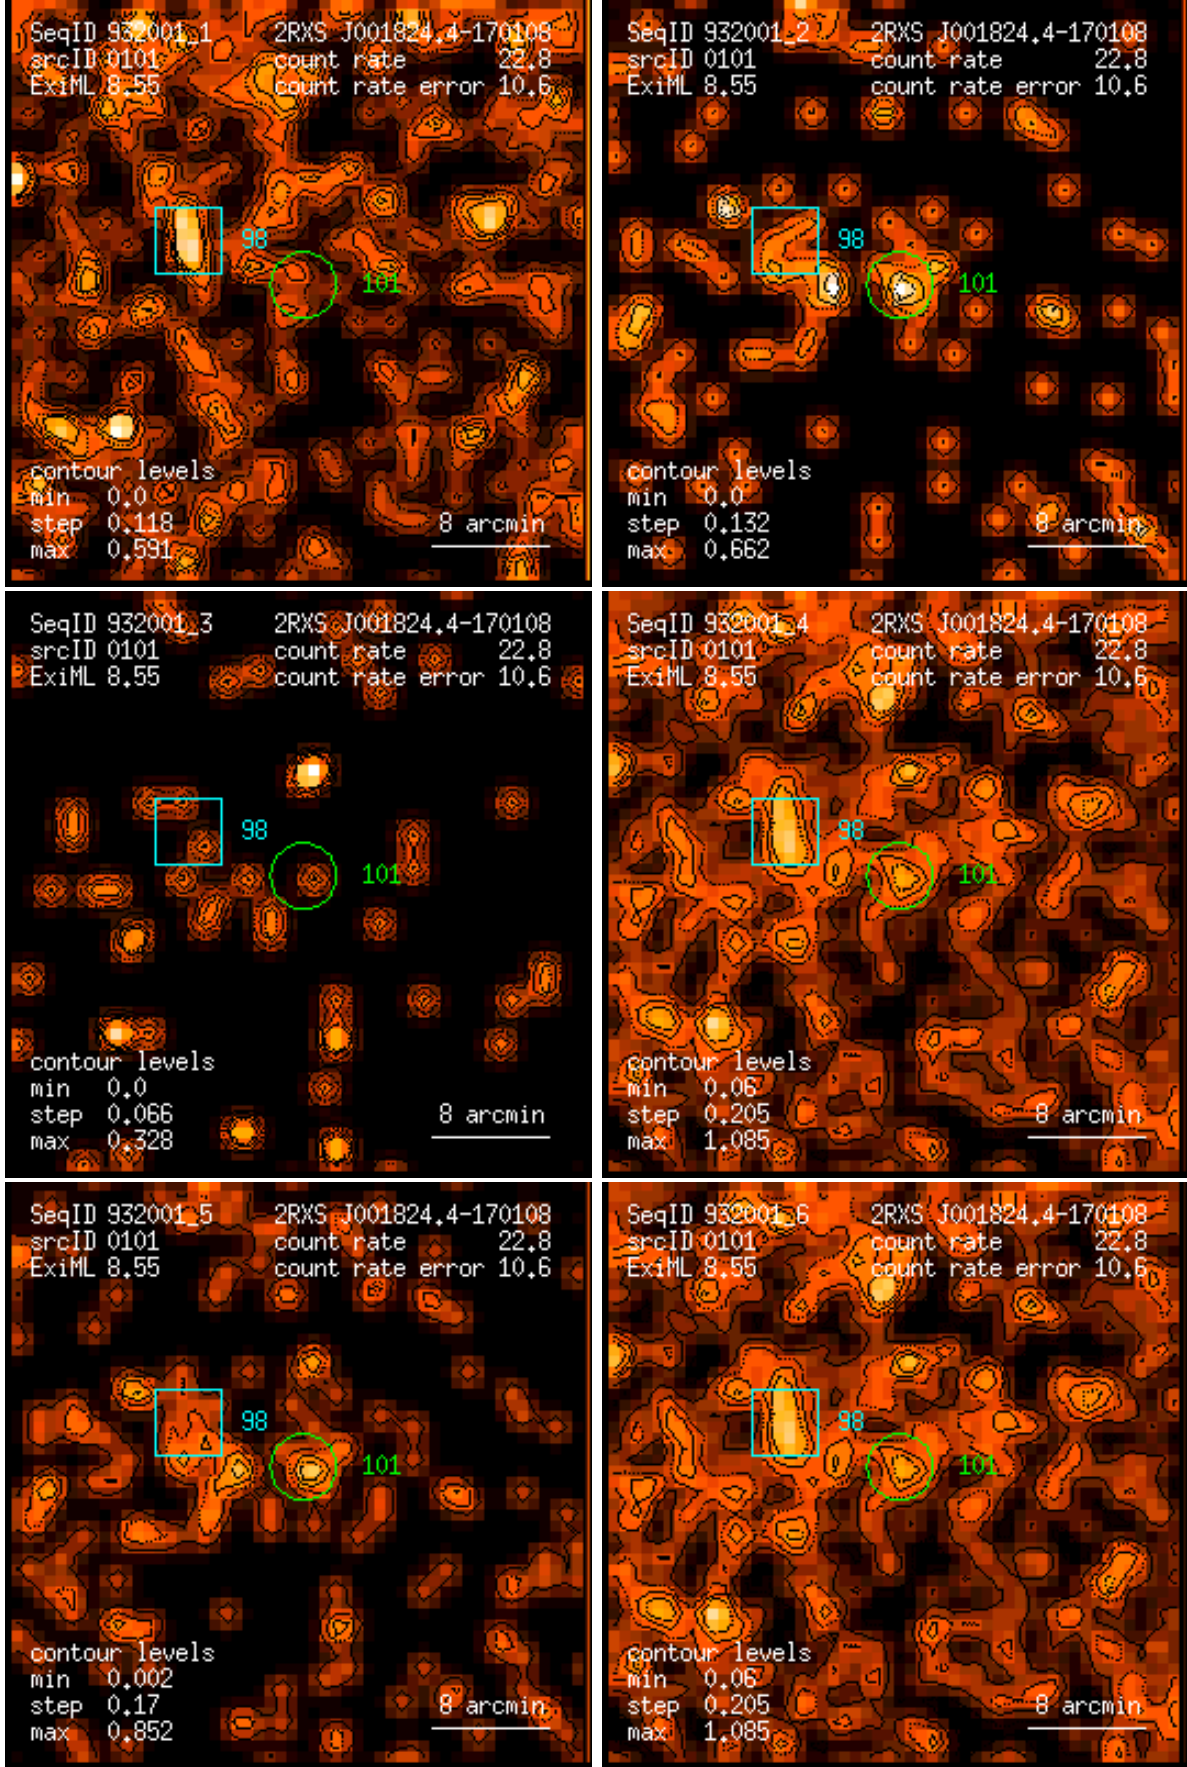 SeqID 932001_1 2RXS J001824.4-170108
srcID 0101 count rate 22.8
ExiML 8.55 count rate error 10.6
98
101
contour levels
min 0.0
step 0.118 8 arcmin
max 0.591
SeqID 932001_2 2RXS J001824.4-170108
srcID 0101 count rate 22.8
ExiML 8.55 count rate error 10.6
98
101
contour levels
min 0.0
step 0.132 8 arcmin
max 0.662
SeqID 932001_3 2RXS J001824.4-170108
srcID 0101 count rate 22.8
ExiML 8.55 count rate error 10.6
98
101
contour levels
min 0.0
step 0.066 8 arcmin
max 0.328
SeqID 932001_4 2RXS J001824.4-170108
srcID 0101 count rate 22.8
ExiML 8.55 count rate error 10.6
98
101
contour levels
min 0.06
step 0.205 8 arcmin
max 1.085
SeqID 932001_5 2RXS J001824.4-170108
srcID 0101 count rate 22.8
ExiML 8.55 count rate error 10.6
98
101
contour levels
min 0.002
step 0.17 8 arcmin
max 0.852
SeqID 932001_6 2RXS J001824.4-170108
srcID 0101 count rate 22.8
ExiML 8.55 count rate error 10.6
98
101
contour levels
min 0.06
step 0.205 8 arcmin
max 1.085